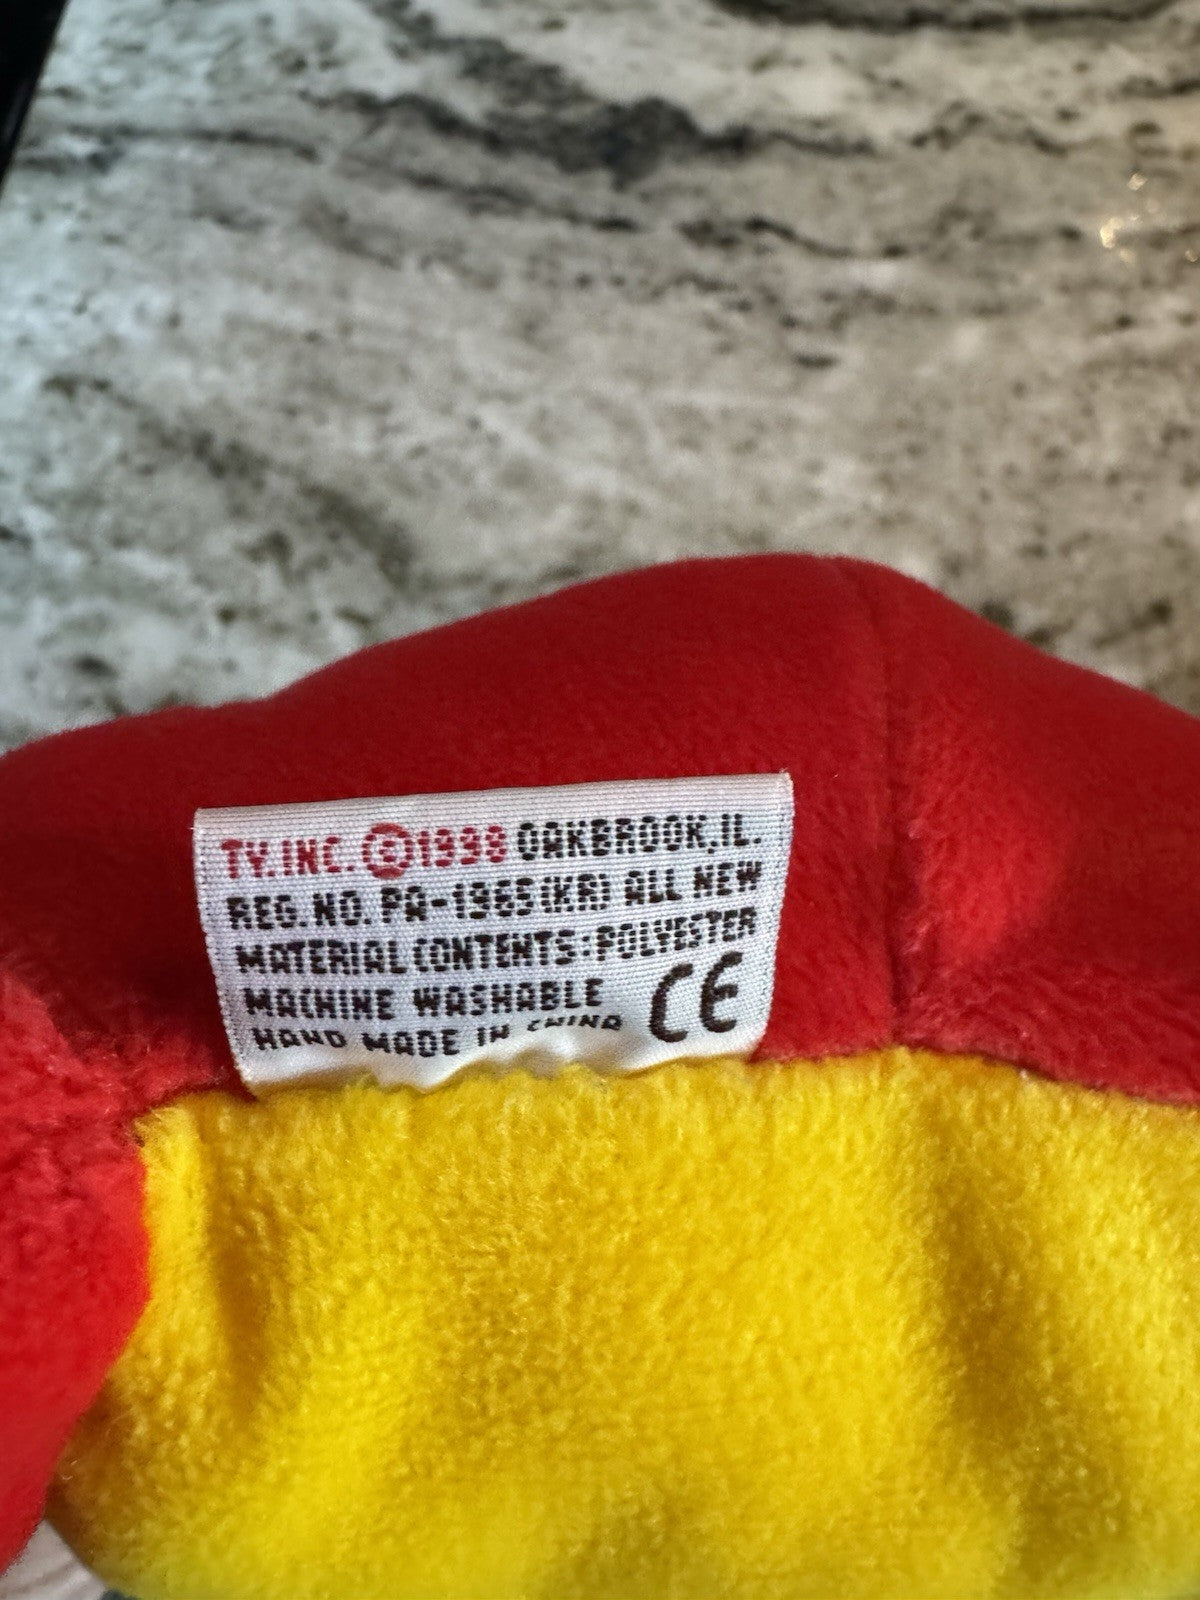 TY.INC.©1998 OAKBROOK,IL.
REG. NO. PA-1965(KR) ALL NEW
MATERIAL CONTENTS:POLYESTER
MACHINE WASHABLE
HAND MADE IN CHINA
CE